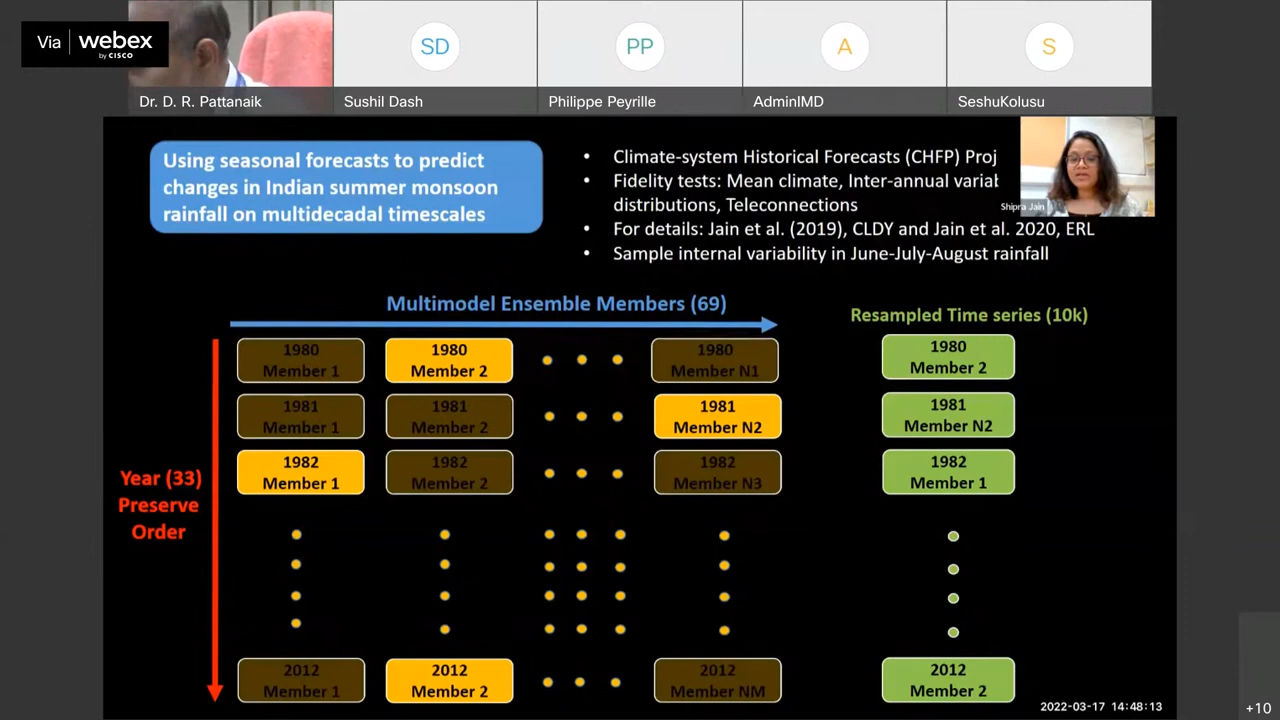 Via webex
by CISCO
SD
PP
A
S
Dr. D. R. Pattanaik
Sushil Dash
Philippe Peyrille
AdminIMD
SeshuKolusu
Using seasonal forecasts to predict
changes in Indian summer monsoon
rainfall on multidecadal timescales
• Climate-system Historical Forecasts (CHFP) Proj
• Fidelity tests: Mean climate, Inter-annual variab
distributions, Teleconnections
• For details: Jain et al. (2019), CLDY and Jain et al. 2020, ERL
• Sample internal variability in June-July-August rainfall
Shipra Jain
Multimodel Ensemble Members (69)
Resampled Time series (10k)
1980
Member 1
1980
Member 2
1980
Member N1
1980
Member 2
1981
Member 1
1981
Member 2
1981
Member N2
1981
Member N2
1982
Member 1
1982
Member 2
1982
Member N3
1982
Member 1
Year (33)
Preserve
Order
2012
Member 1
2012
Member 2
2012
Member NM
2012
Member 2
2022-03-17 14:48:13
+10